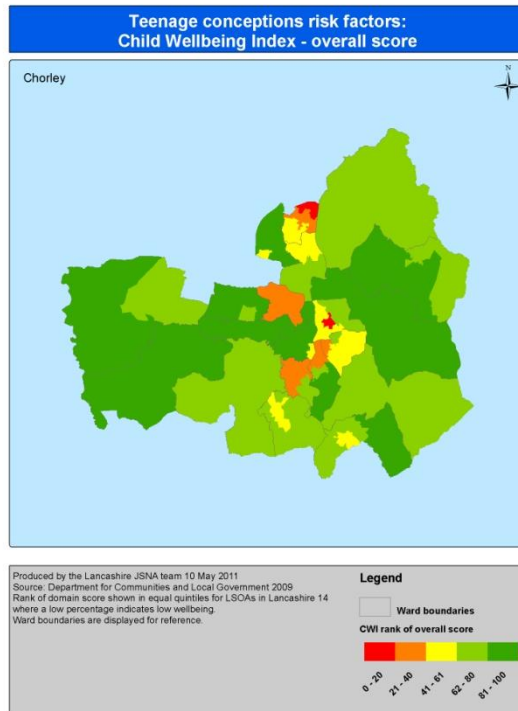 Teenage conceptions risk factors:
Child Wellbeing Index - overall score
Chorley
N
Produced by the Lancashire JSNA team 10 May 2011
Source: Department for Communities and Local Government 2009
Rank of domain score shown in equal quintiles for LSOAs in Lancashire 14
where a low percentage indicates low wellbeing.
Ward boundaries are displayed for reference.
Legend
Ward boundaries
CWI rank of overall score
0 - 20
21 - 40
41 - 61
62 - 80
81 - 100